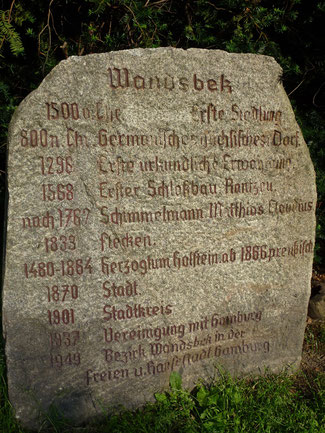 Wandsbek
1500 v. Chr. Erste Siedlung
800 n. Chr. Germanisches Dorf
1296 Erste urkundliche Erwähnung
1568 Erster Schloßbau, Rantzau
nach 1762 Schimmelmann, Matthias Claudius
1833 Flecken
1460-1864 Herzogtum Holstein ab 1866 preußisch
1870 Stadt
1901 Stadtkreis
1937 Vereinigung mit Hamburg
1949 Bezirk Wandsbek in der
Freien u. Hansestadt Hamburg